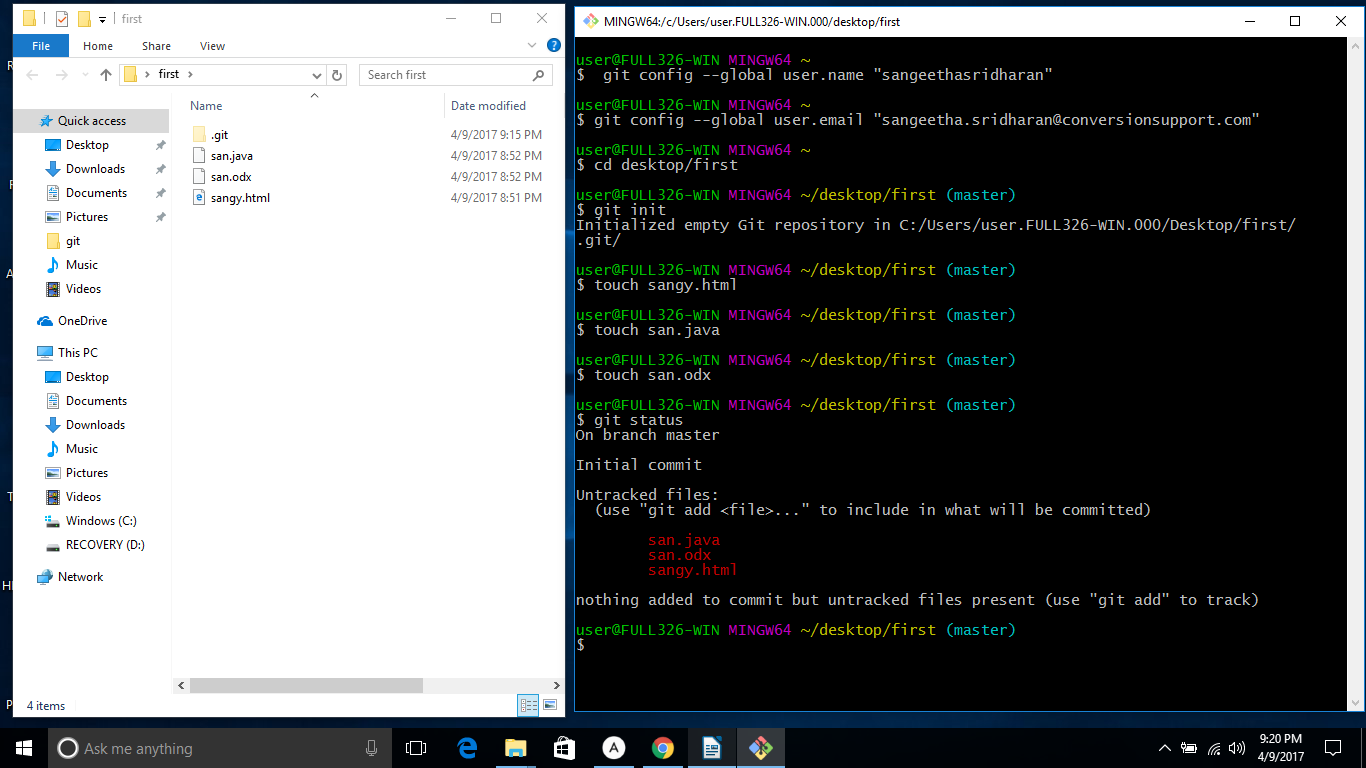 first
File Home Share View
first
Search first
Name Date modified
.git 4/9/2017 9:15 PM
san.java 4/9/2017 8:52 PM
san.odx 4/9/2017 8:52 PM
sangy.html 4/9/2017 8:51 PM
Quick access
Desktop
Downloads
Documents
Pictures
git
Music
Videos
OneDrive
This PC
Desktop
Documents
Downloads
Music
Pictures
Videos
Windows (C:)
RECOVERY (D:)
Network
4 items
MINGW64:/c/Users/user.FULL326-WIN.000/desktop/first
user@FULL326-WIN MINGW64 ~
$  git config --global user.name "sangeethasridharan"
user@FULL326-WIN MINGW64 ~
$ git config --global user.email "sangeetha.sridharan@conversionsupport.com"
user@FULL326-WIN MINGW64 ~
$ cd desktop/first
user@FULL326-WIN MINGW64 ~/desktop/first (master)
$ git init
Initialized empty Git repository in C:/Users/user.FULL326-WIN.000/Desktop/first/
.git/
user@FULL326-WIN MINGW64 ~/desktop/first (master)
$ touch sangy.html
user@FULL326-WIN MINGW64 ~/desktop/first (master)
$ touch san.java
user@FULL326-WIN MINGW64 ~/desktop/first (master)
$ touch san.odx
user@FULL326-WIN MINGW64 ~/desktop/first (master)
$ git status
On branch master
Initial commit
Untracked files:
(use "git add <file>..." to include in what will be committed)
san.java
san.odx
sangy.html
nothing added to commit but untracked files present (use "git add" to track)
user@FULL326-WIN MINGW64 ~/desktop/first (master)
$
Ask me anything
9:20 PM
4/9/2017